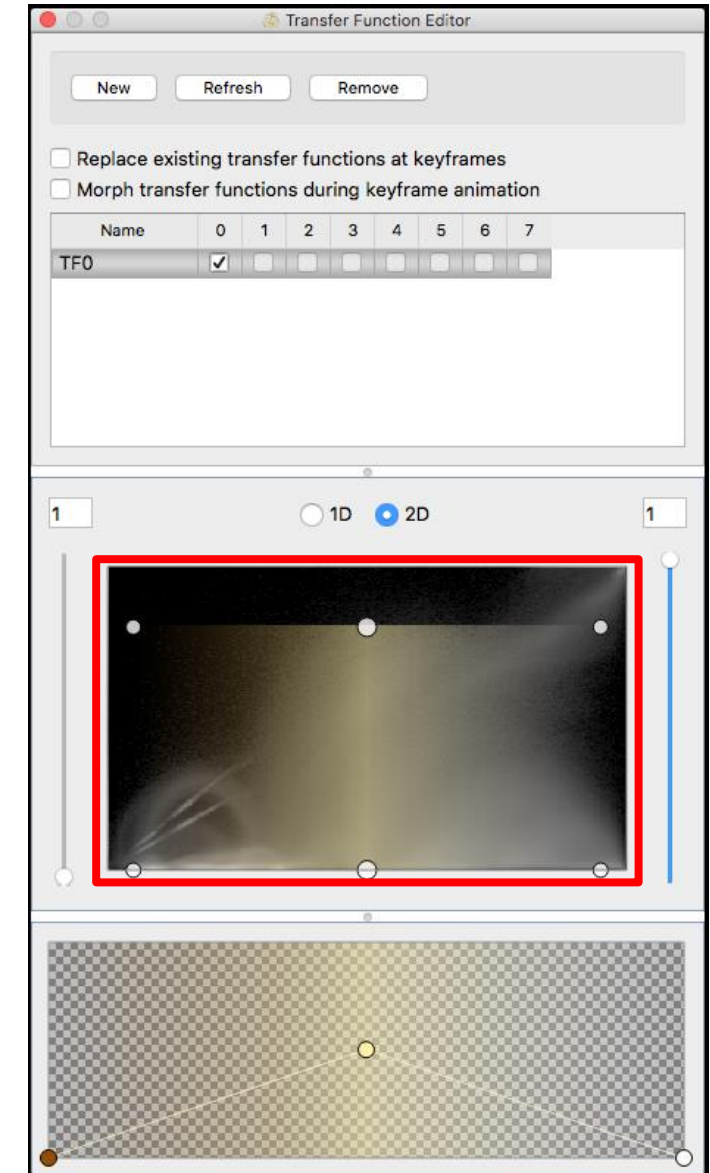 Transfer Function Editor
New Refresh Remove
Replace existing transfer functions at keyframes
Morph transfer functions during keyframe animation
Name 0 1 2 3 4 5 6 7
TF0
1 1D 2D 1